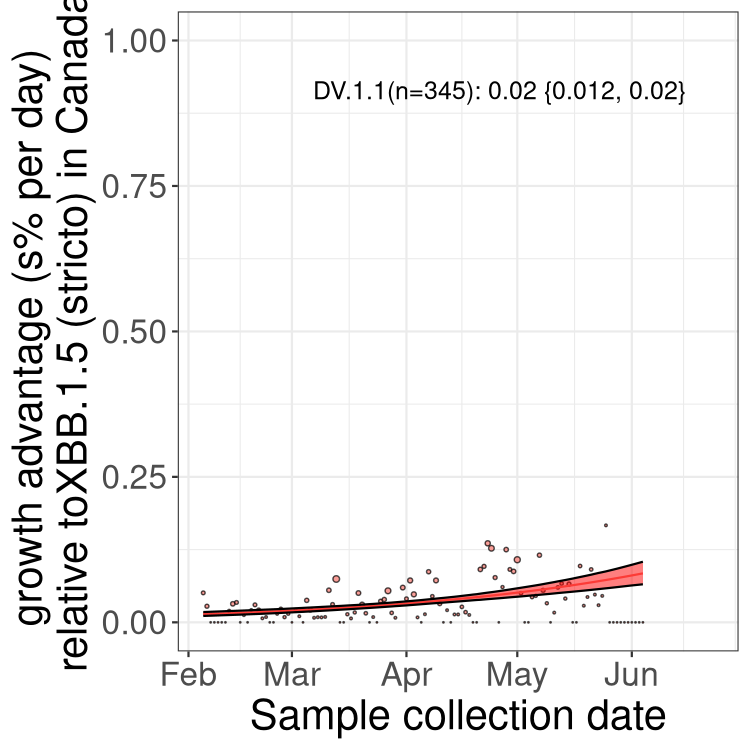 growth advantage (s% per day)
relative toXBB.1.5 (stricto) in Canada
1.00
0.75
0.50
0.25
0.00
DV.1.1(n=345): 0.02 {0.012, 0.02}
Feb Mar Apr May Jun
Sample collection date